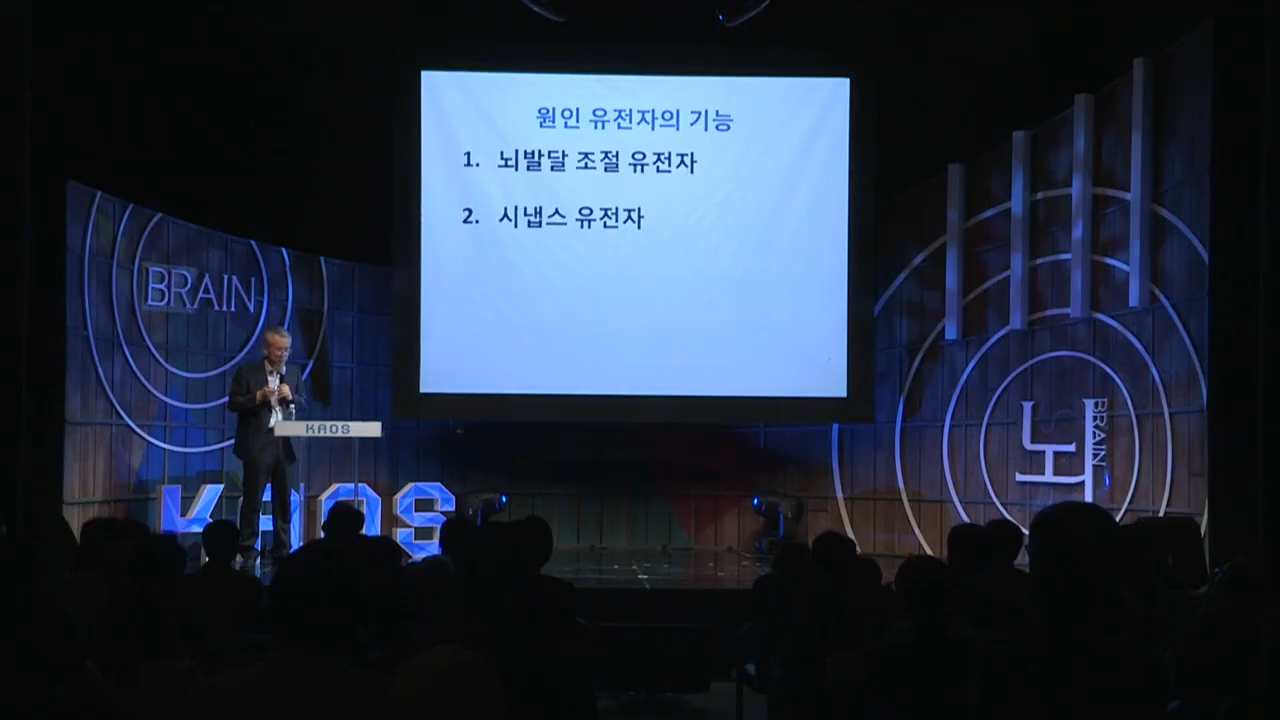 원인 유전자의 기능
1. 뇌발달 조절 유전자
2. 시냅스 유전자
BRAIN
KAOS
KAOS
뇌
BRAIN